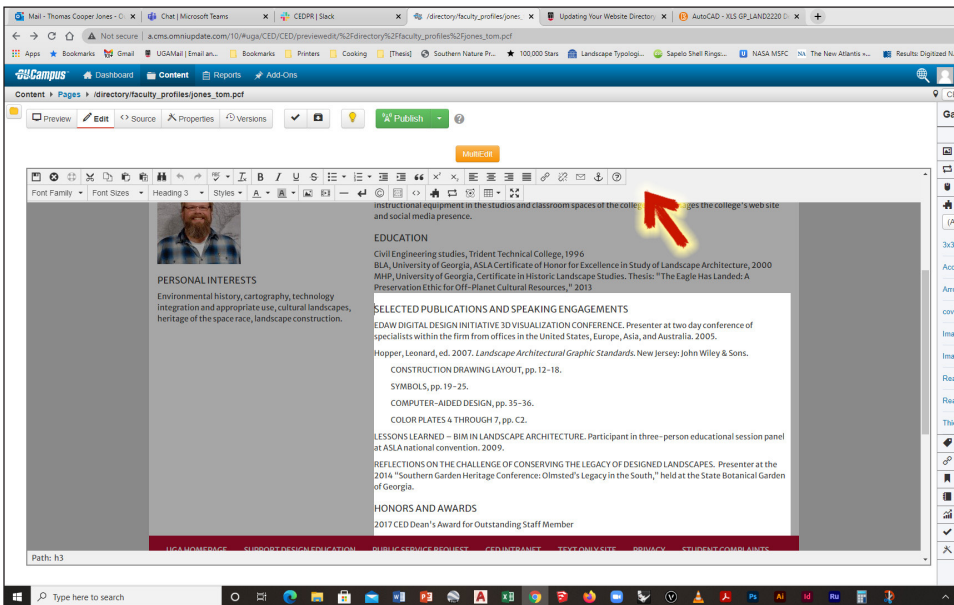 Mail - Thomas Cooper Jones - O
Chat | Microsoft Teams
CEDPR | Slack
/directory/faculty_profiles/jones_
Updating Your Website Directory
AutoCAD - XLS GP_LAND2220 D
Not secure | a.cms.omniupdate.com/10/#uga/CED/CED/previewedit/%2Fdirectory%2Ffaculty_profiles%2Fjones_tom.pcf
Apps Bookmarks Gmail UGAMail | Email an... Bookmarks Printers Cooking [Thesis] Southern Nature Pr... 100,000 Stars Landscape Typologi... Sapelo Shell Rings... NASA MSFC NA The New Atlantis »... Results: Digitized N
OUCampus Dashboard Content Reports Add-Ons
Content Pages /directory/faculty_profiles/jones_tom.pcf
Preview Edit Source Properties Versions Publish
Ga
MultiEdit
Font Family Font Sizes Heading 3 Styles
instructional equipment in the studios and classroom spaces of the ages the college's web site
and social media presence.
EDUCATION
Civil Engineering studies, Trident Technical College, 1996
BLA, University of Georgia, ASLA Certificate of Honor for Excellence in Study of Landscape Architecture, 2000
MHP, University of Georgia, Certificate in Historic Landscape Studies. Thesis: "The Eagle Has Landed: A
Preservation Ethic for Off-Planet Cultural Resources," 2013
PERSONAL INTERESTS
Environmental history, cartography, technology
integration and appropriate use, cultural landscapes,
heritage of the space race, landscape construction.
SELECTED PUBLICATIONS AND SPEAKING ENGAGEMENTS
EDAW DIGITAL DESIGN INITIATIVE 3D VISUALIZATION CONFERENCE. Presenter at two day conference of
specialists within the firm from offices in the United States, Europe, Asia, and Australia. 2005.
Hopper, Leonard, ed. 2007. Landscape Architectural Graphic Standards. New Jersey: John Wiley & Sons.
CONSTRUCTION DRAWING LAYOUT, pp. 12-18.
SYMBOLS, pp. 19-25.
COMPUTER-AIDED DESIGN, pp. 35-36.
COLOR PLATES 4 THROUGH 7, pp. C2.
LESSONS LEARNED – BIM IN LANDSCAPE ARCHITECTURE. Participant in three-person educational session panel
at ASLA national convention. 2009.
REFLECTIONS ON THE CHALLENGE OF CONSERVING THE LEGACY OF DESIGNED LANDSCAPES. Presenter at the
2014 "Southern Garden Heritage Conference: Olmsted's Legacy in the South," held at the State Botanical Garden
of Georgia.
HONORS AND AWARDS
2017 CED Dean's Award for Outstanding Staff Member
UGA HOMEPAGE SUPPORT DESIGN EDUCATION PUBLIC SERVICE REQUEST CED INTRANET TEXT ONLY SITE PRIVACY STUDENT COMPLAINTS
Path: h3
(A
3x3
Acc
Arr
cov
Ima
Ima
Rea
Rea
Thi
Type here to search